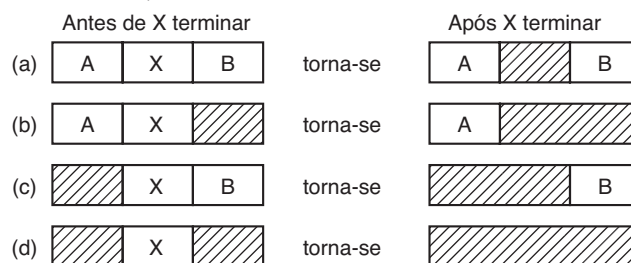 Antes de X terminar Após X terminar
(a) A X B torna-se A B
(b) A X torna-se A
(c) X B torna-se B
(d) X torna-se